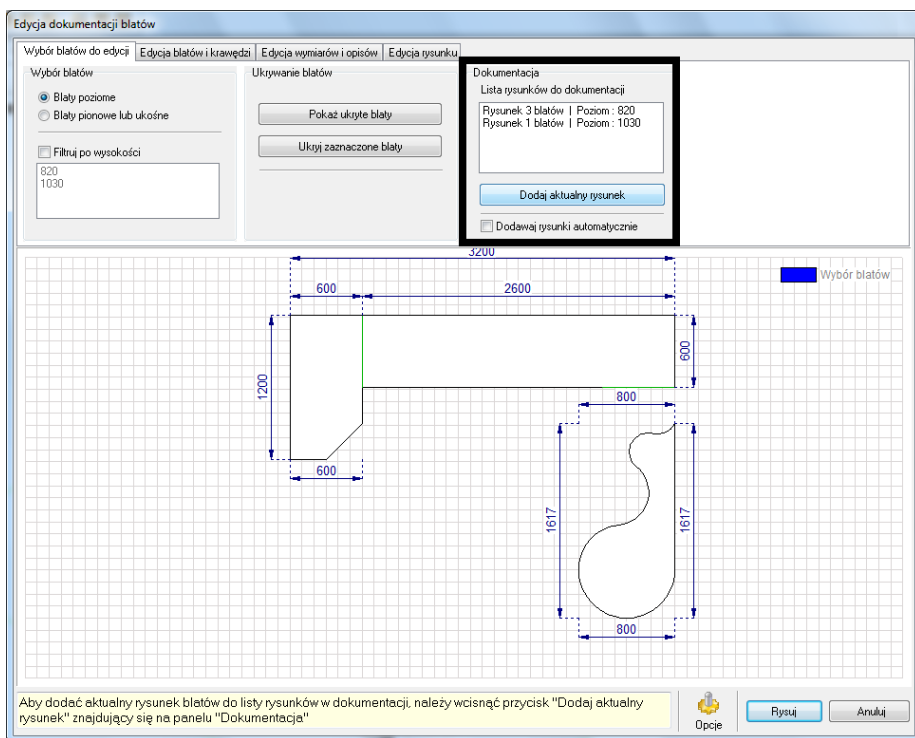 Edycja dokumentacji blatów
Wybór blatów do edycji
Edycja blatów i krawędzi
Edycja wymiarów i opisów
Edycja rysunku
Wybór blatów
Blaty poziome
Blaty pionowe lub ukośne
Filtruj po wysokości
820
1030
Ukrywanie blatów
Pokaż ukryte blaty
Ukryj zaznaczone blaty
Dokumentacja
Lista rysunków do dokumentacji
Rysunek 3 blatów | Poziom : 820
Rysunek 1 blatów | Poziom : 1030
Dodaj aktualny rysunek
Dodawaj rysunki automatycznie
3200
Wybór blatów
600
2600
1200
600
800
600
1617
1617
800
Aby dodać aktualny rysunek blatów do listy rysunków w dokumentacji, należy wcisnąć przycisk "Dodaj aktualny
rysunek" znajdujący się na panelu "Dokumentacja"
Opcje
Rysuj
Anuluj